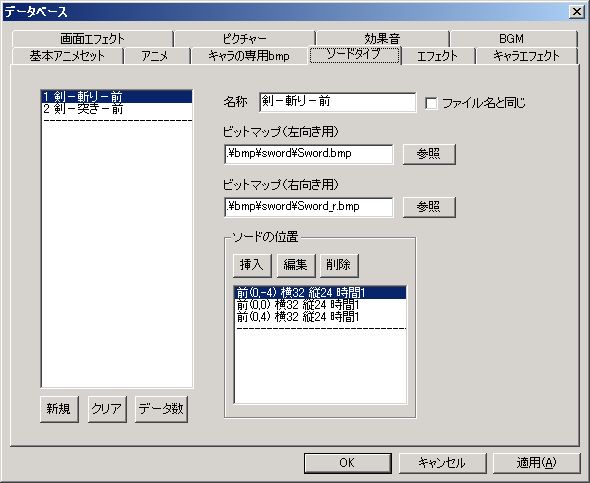 データベース
画面エフェクト ピクチャー 効果音 BGM
基本アニメセット アニメ キャラの専用bmp ソードタイプ エフェクト キャラエフェクト
1 剣－斬り－前
2 剣－突き－前
名称 剣－斬り－前 ファイル名と同じ
ビットマップ(左向き用)
.¥bmp¥sword¥Sword.bmp 参照
ビットマップ(右向き用)
.¥bmp¥sword¥Sword_r.bmp 参照
ソードの位置
挿入 編集 削除
前(0,-4) 横32 縦24 時間1
前(0,0) 横32 縦24 時間1
前(0,4) 横32 縦24 時間1
新規 クリア データ数
OK キャンセル 適用(A)